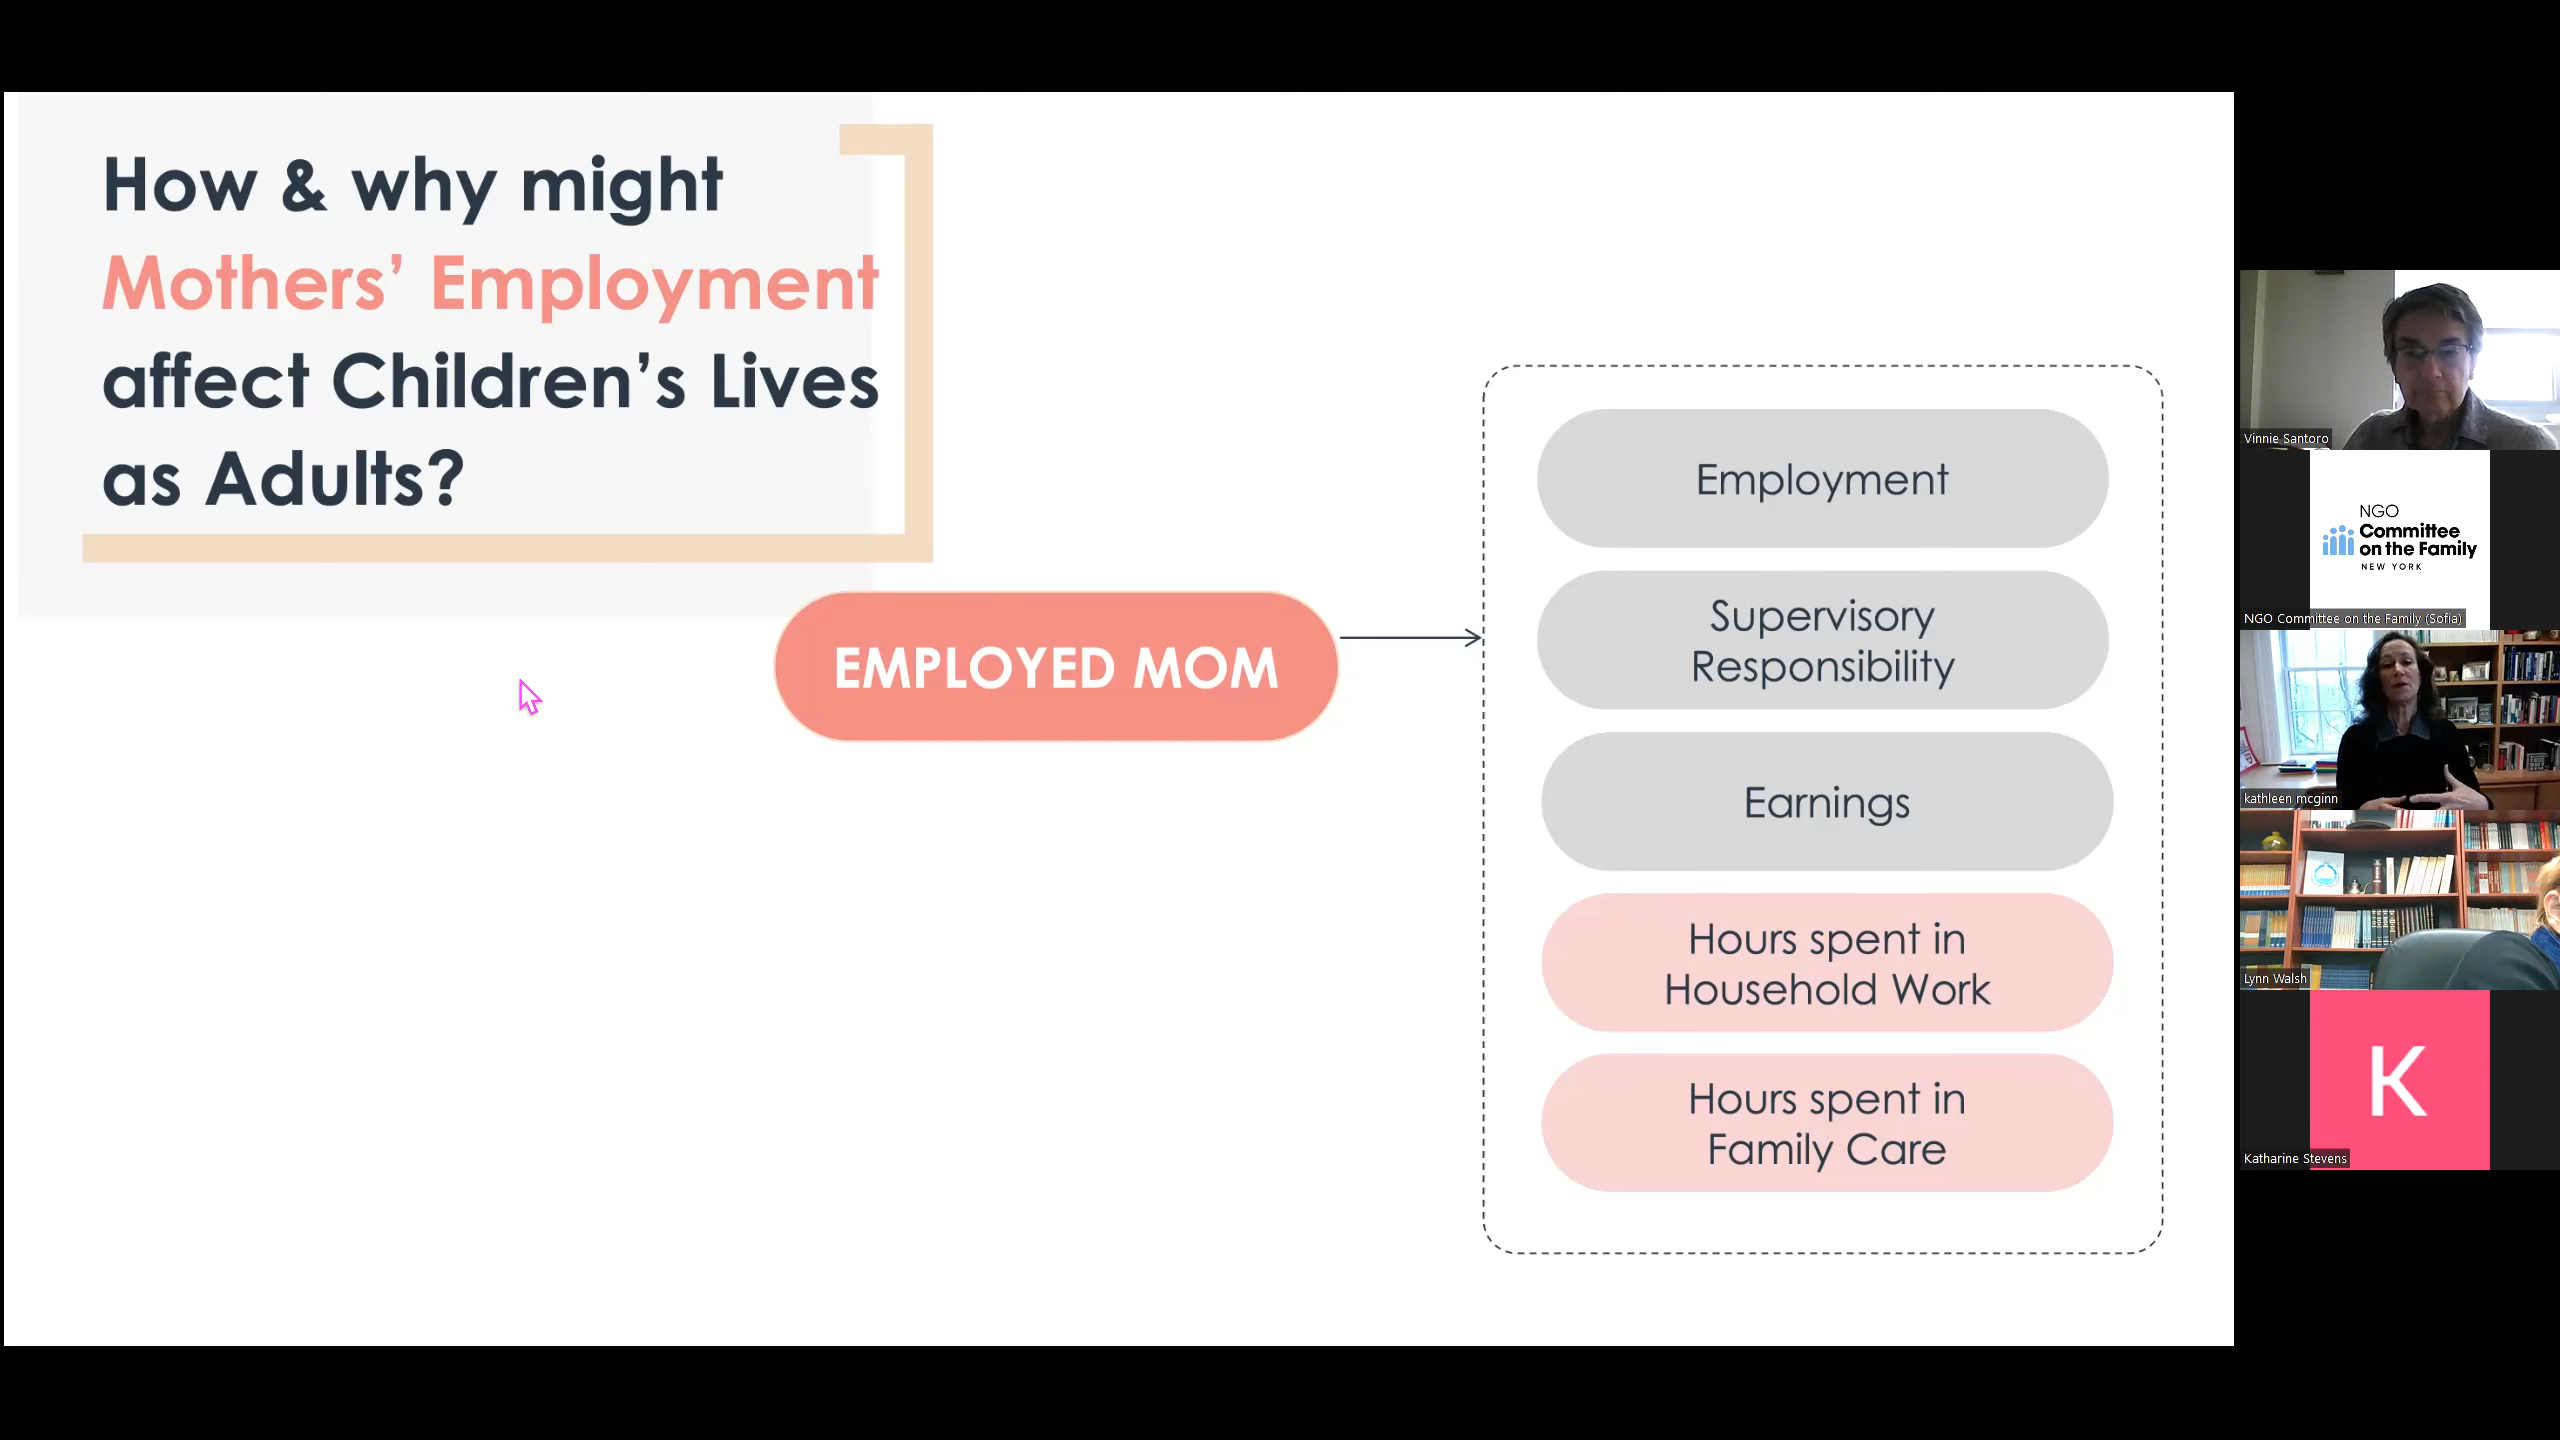 How & why might
Mothers’ Employment
affect Children’s Lives
as Adults?
EMPLOYED MOM
Employment
Supervisory
Responsibility
Earnings
Hours spent in
Household Work
Hours spent in
Family Care
Vinnie Santoro
NGO
Committee
on the Family
NEW YORK
NGO Committee on the Family (Sofia)
kathleen mcginn
Lynn Walsh
K
Katharine Stevens